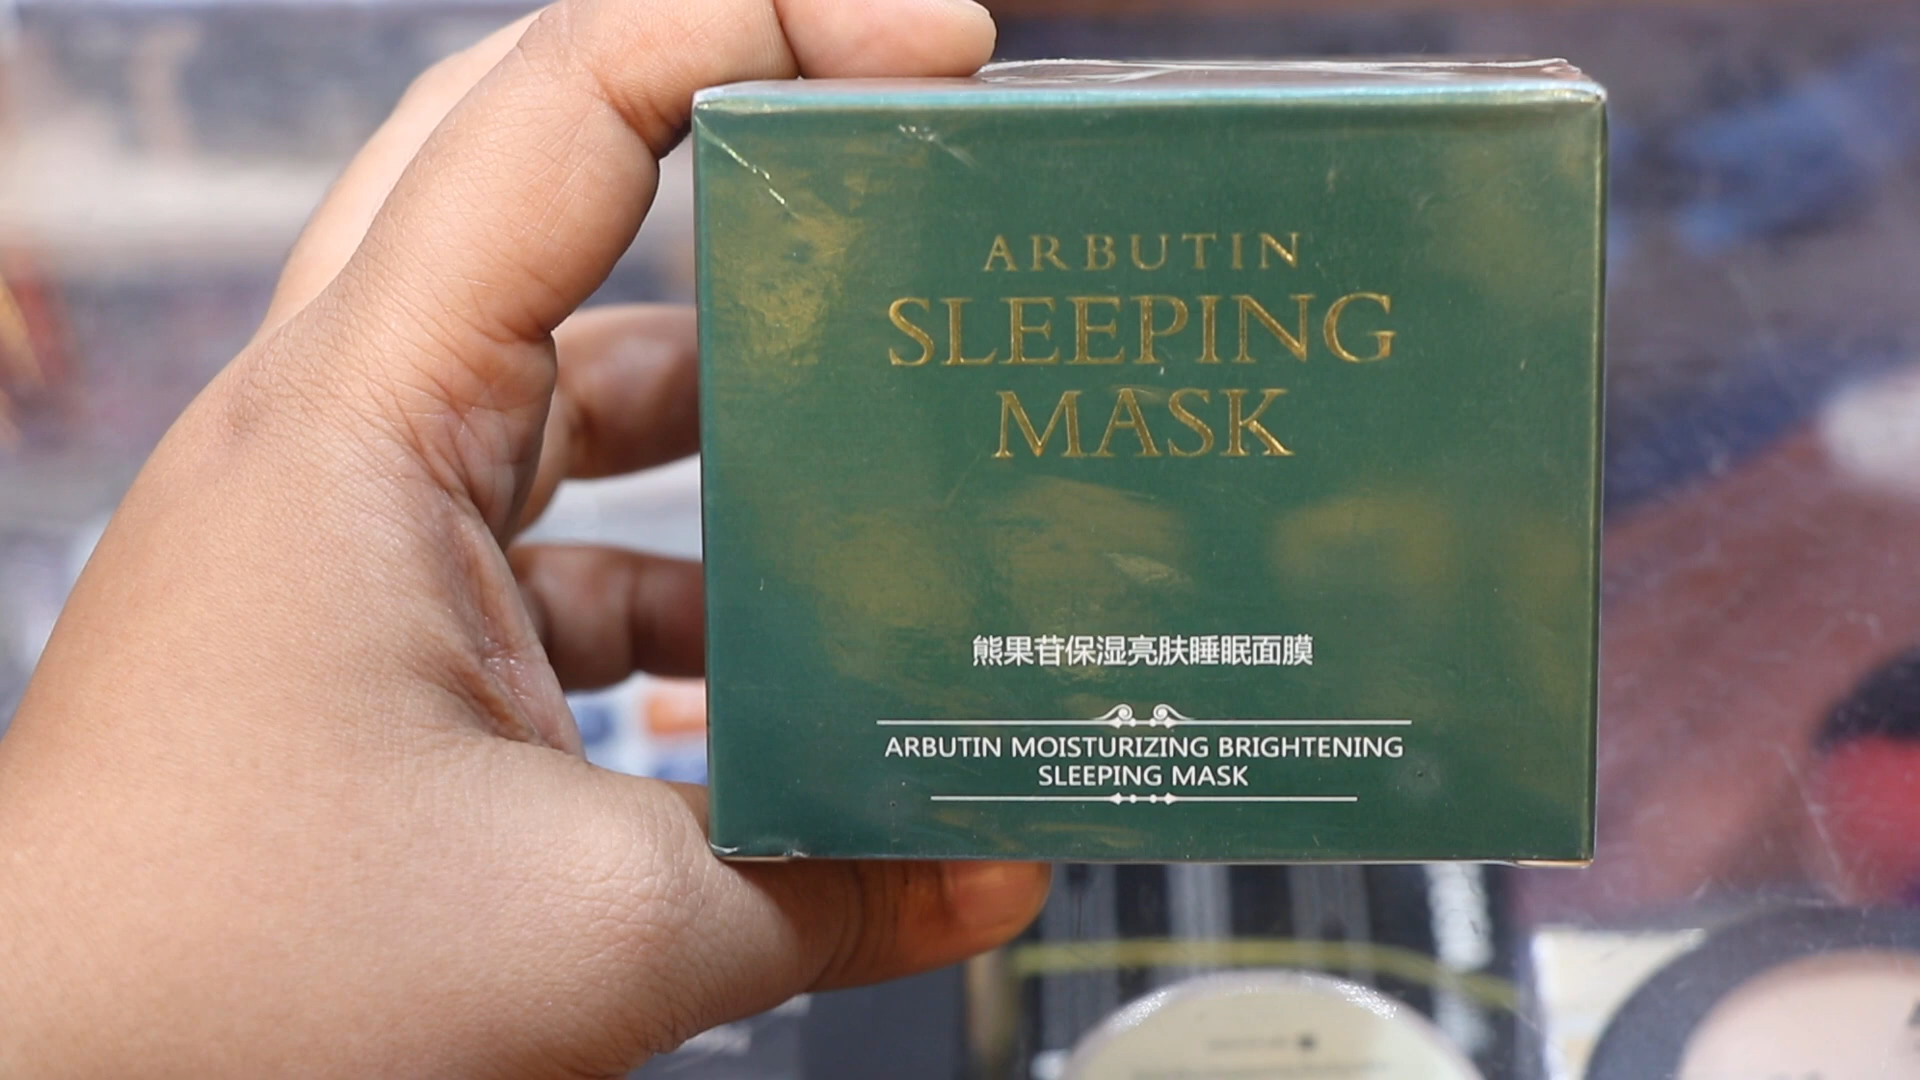 ARBUTIN
SLEEPING
MASK
熊果苷保湿亮肤睡眠面膜
ARBUTIN MOISTURIZING BRIGHTENING
SLEEPING MASK